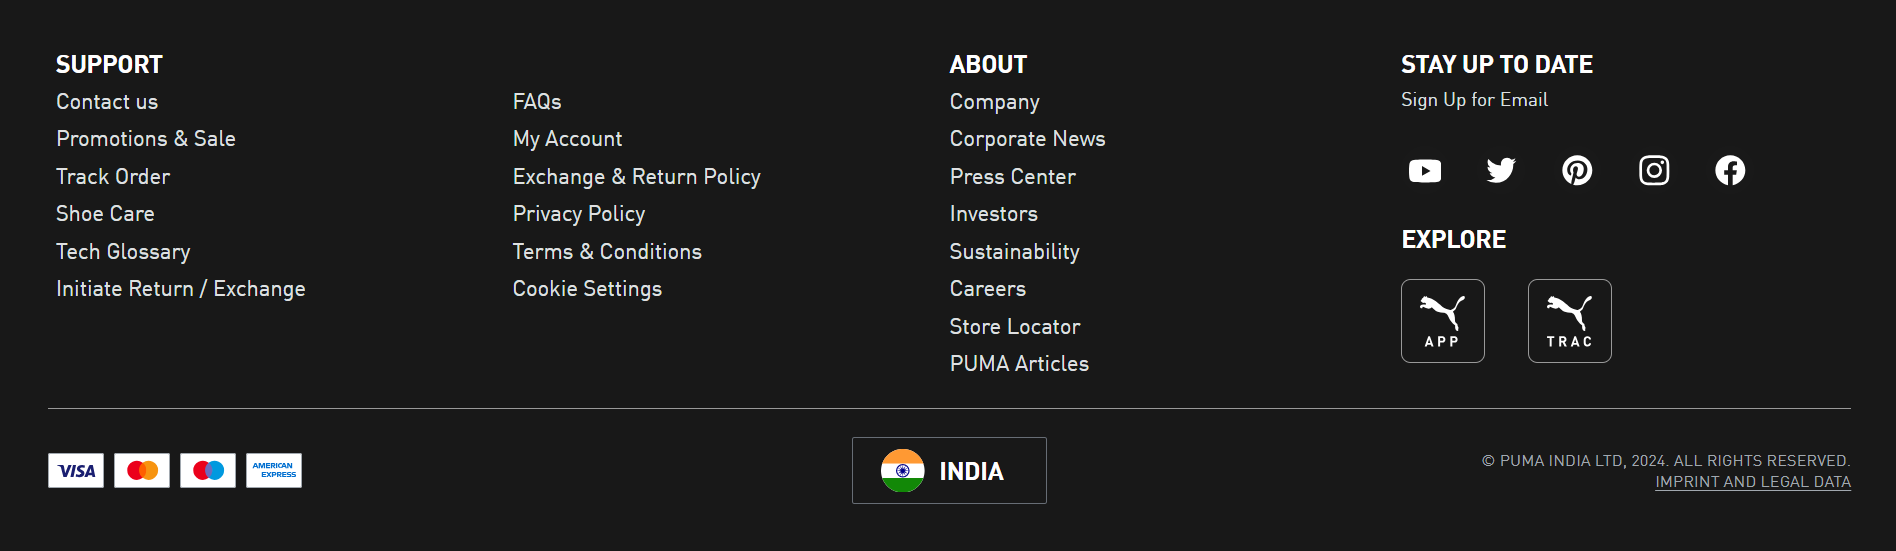 SUPPORT
Contact us
Promotions & Sale
Track Order
Shoe Care
Tech Glossary
Initiate Return / Exchange
FAQs
My Account
Exchange & Return Policy
Privacy Policy
Terms & Conditions
Cookie Settings
ABOUT
Company
Corporate News
Press Center
Investors
Sustainability
Careers
Store Locator
PUMA Articles
STAY UP TO DATE
Sign Up for Email
EXPLORE
APP
TRAC
VISA
AMERICAN
EXPRESS
INDIA
© PUMA INDIA LTD, 2024. ALL RIGHTS RESERVED.
IMPRINT AND LEGAL DATA